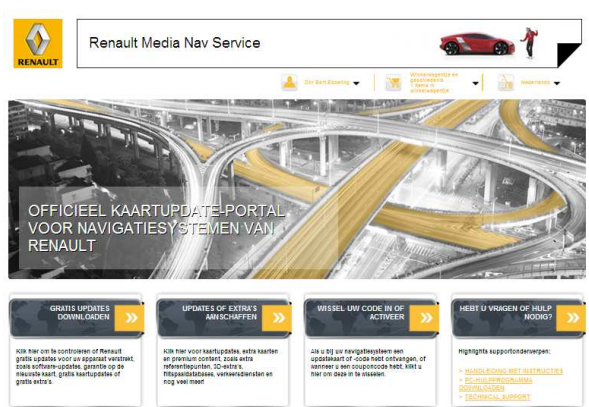 RENAULT
Renault Media Nav Service
Dhr Bert Ebseling
Winkelwagentje en
geschiedenis
1 items in
winkelwagentje
Nederlands
OFFICIEEL KAARTUPDATE-PORTAL
VOOR NAVIGATIESYSTEMEN VAN
RENAULT
GRATIS UPDATES
DOWNLOADEN
Klik hier om te controleren of Renault
gratis updates voor uw apparaat verstrekt,
zoals software-updates, garantie op de
nieuwste kaart, gratis kaartupdates of
gratis extra's.
UPDATES OF EXTRA'S
AANSCHAFFEN
Klik hier voor kaartupdates, extra kaarten
en premium content, zoals extra
referentiepunten, 3D-extra's,
flitspaaldatabases, verkeersdiensten en
nog veel meer!
WISSEL UW CODE IN OF
ACTIVEER
Als u bij uw navigatiesysteem een
updatekaart of -code hebt ontvangen, of
wanneer u een couponcode hebt, klikt u
hier om deze in te wisselen.
HEBT U VRAGEN OF HULP
NODIG?
Highlights supportonderwerpen:
» HANDLEIDING MET INSTRUCTIES
» PC-HULPPROGRAMMA
DOWNLOADEN
» TECHNICAL SUPPORT